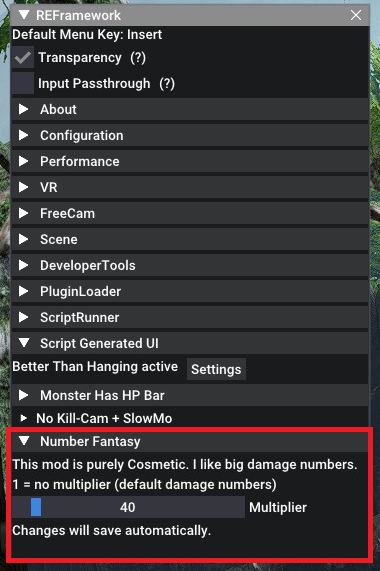 REFramework
Default Menu Key: Insert
Transparency (?)
Input Passthrough (?)
About
Configuration
Performance
VR
FreeCam
Scene
DeveloperTools
PluginLoader
ScriptRunner
Script Generated UI
Better Than Hanging active Settings
Monster Has HP Bar
No Kill-Cam + SlowMo
Number Fantasy
This mod is purely Cosmetic. I like big damage numbers.
1 = no multiplier (default damage numbers)
40 Multiplier
Changes will save automatically.